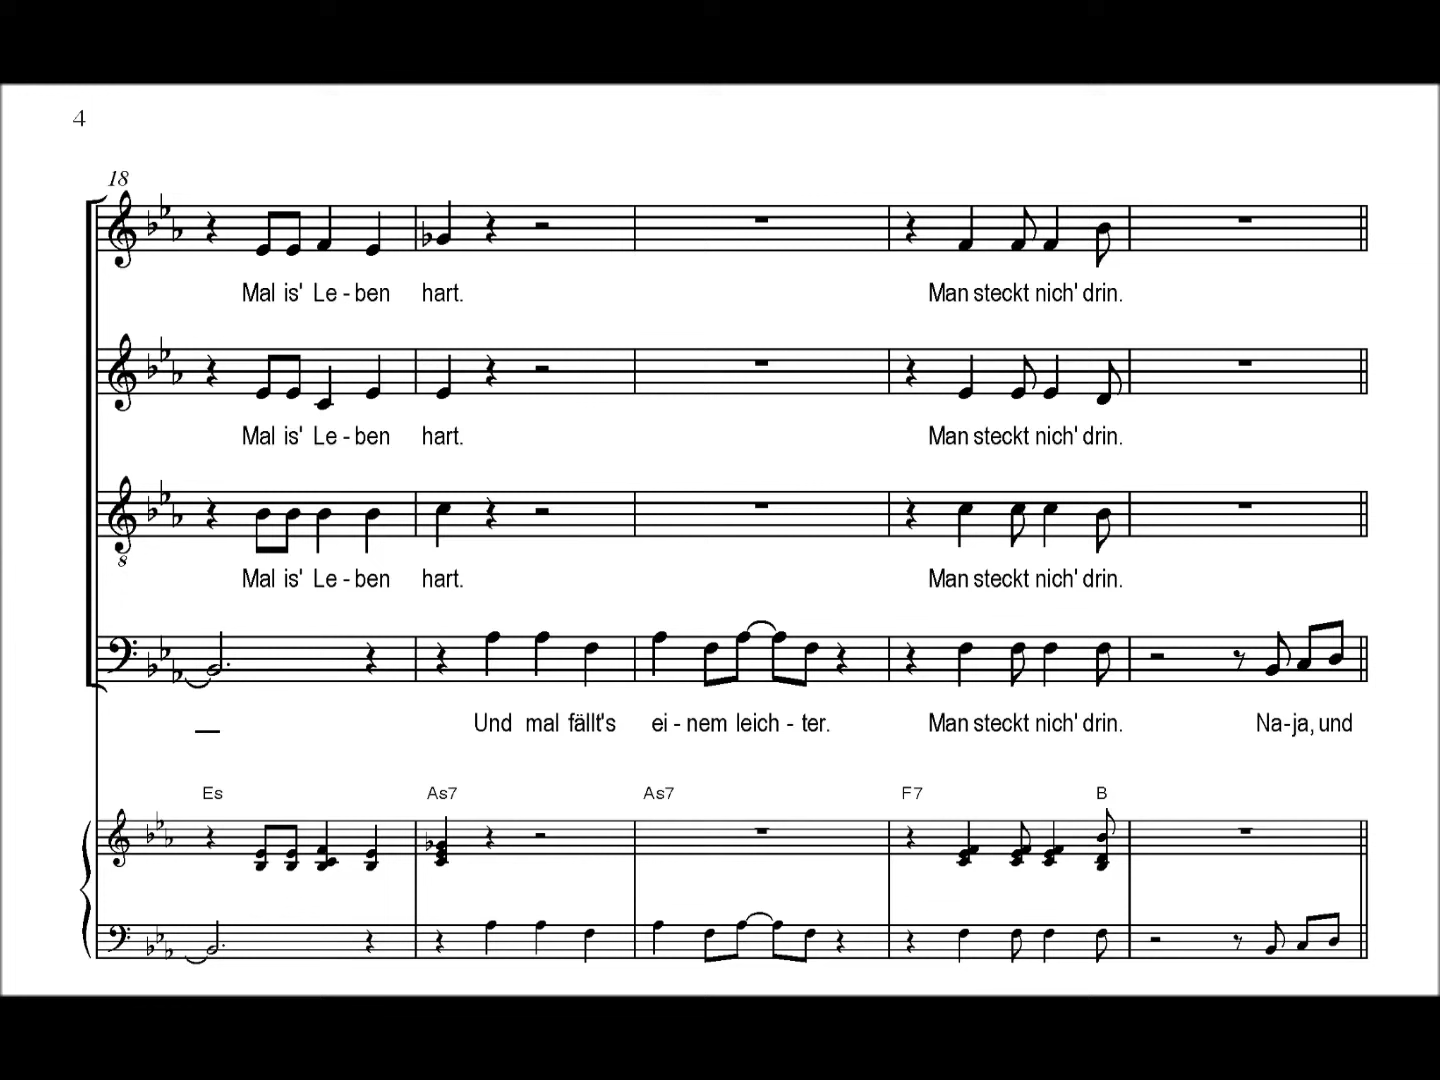 4
18
Mal is' Le - ben hart. Man steckt nich' drin.
Mal is' Le - ben hart. Man steckt nich' drin.
8
Mal is' Le - ben hart. Man steckt nich' drin.
Und mal fällt's ei - nem leich - ter. Man steckt nich' drin. Na-ja, und
Es As7 As7 F7 B